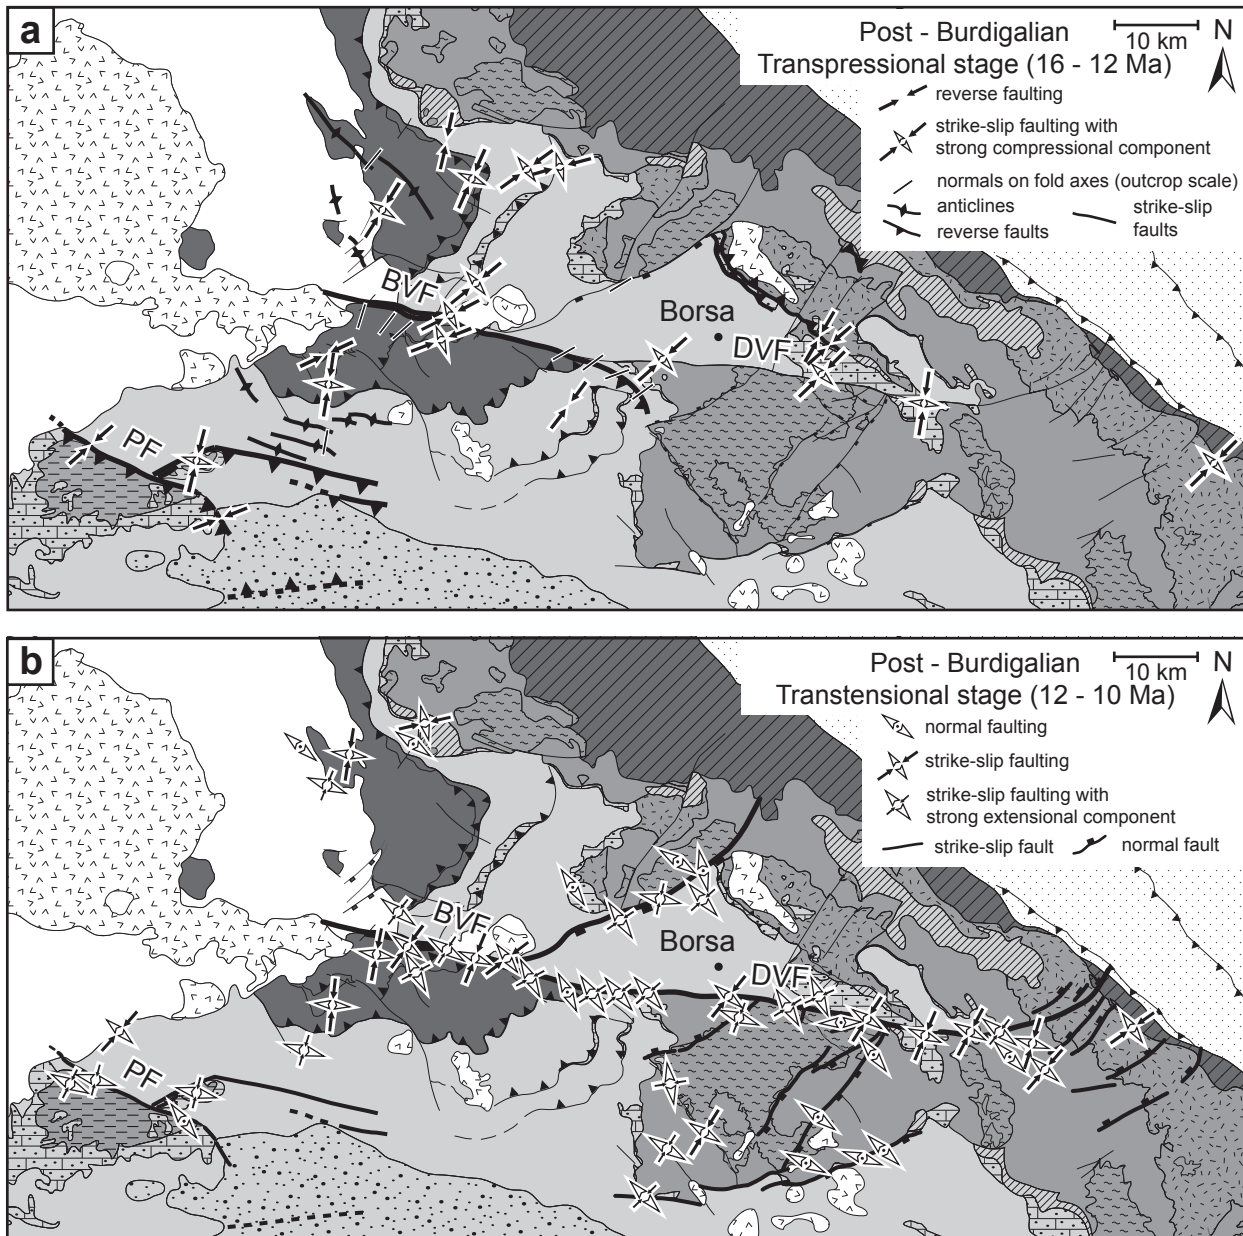 a
Post - Burdigalian
10 km
N
Transpressional stage (16 - 12 Ma)
reverse faulting
strike-slip faulting with
strong compressional component
normals on fold axes (outcrop scale)
anticlines
reverse faults
strike-slip
faults
BVF
Borsa
DVF
PF
b
Post - Burdigalian
10 km
N
Transtensional stage (12 - 10 Ma)
normal faulting
strike-slip faulting
strike-slip faulting with
strong extensional component
strike-slip fault
normal fault
BVF
Borsa
DVF
PF